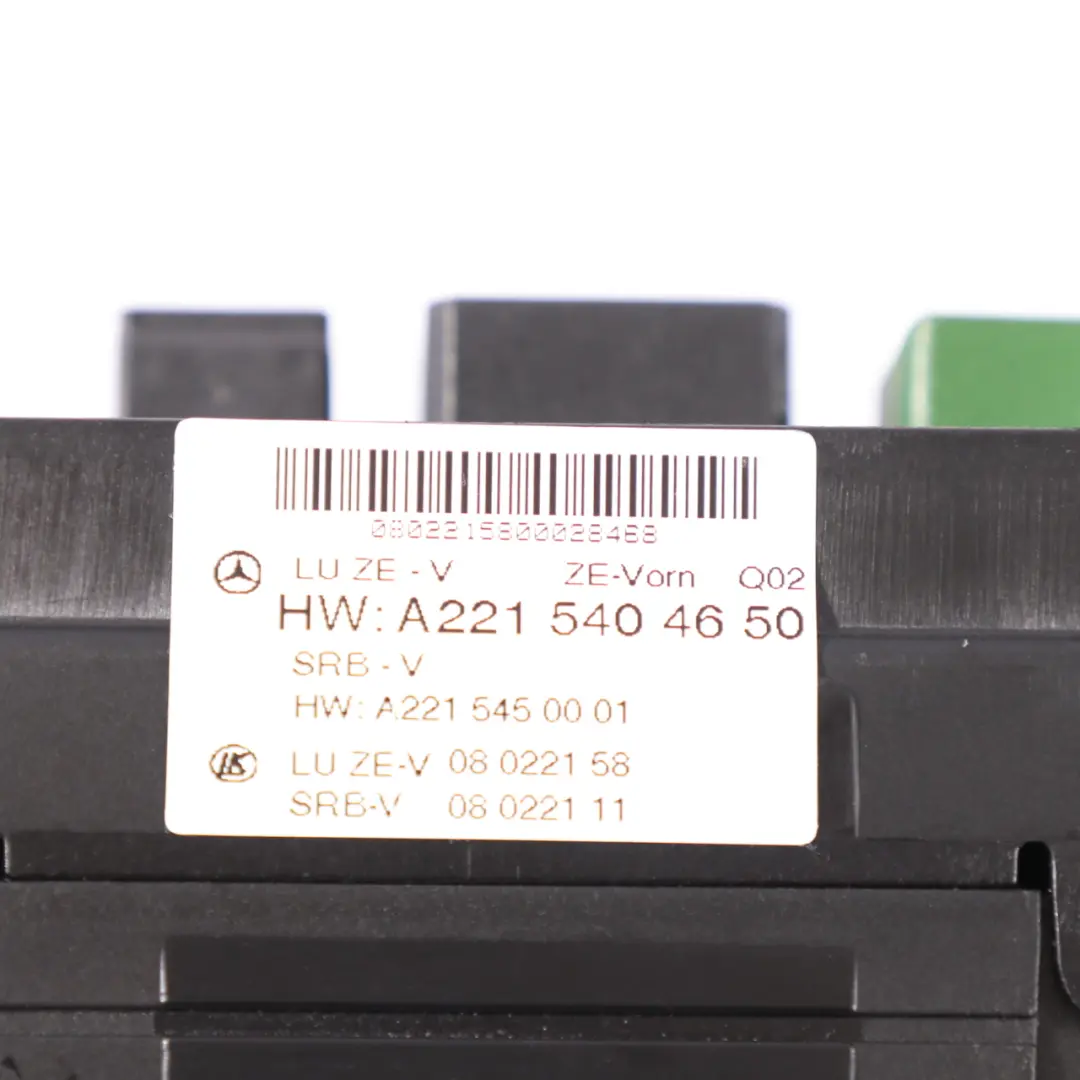 0802215800028468
LU ZE - V ZE-Vorn Q02
HW: A221 540 46 50
SRB - V
HW: A221 545 00 01
LK LU ZE-V 08 0221 58
SRB-V 08 0221 11